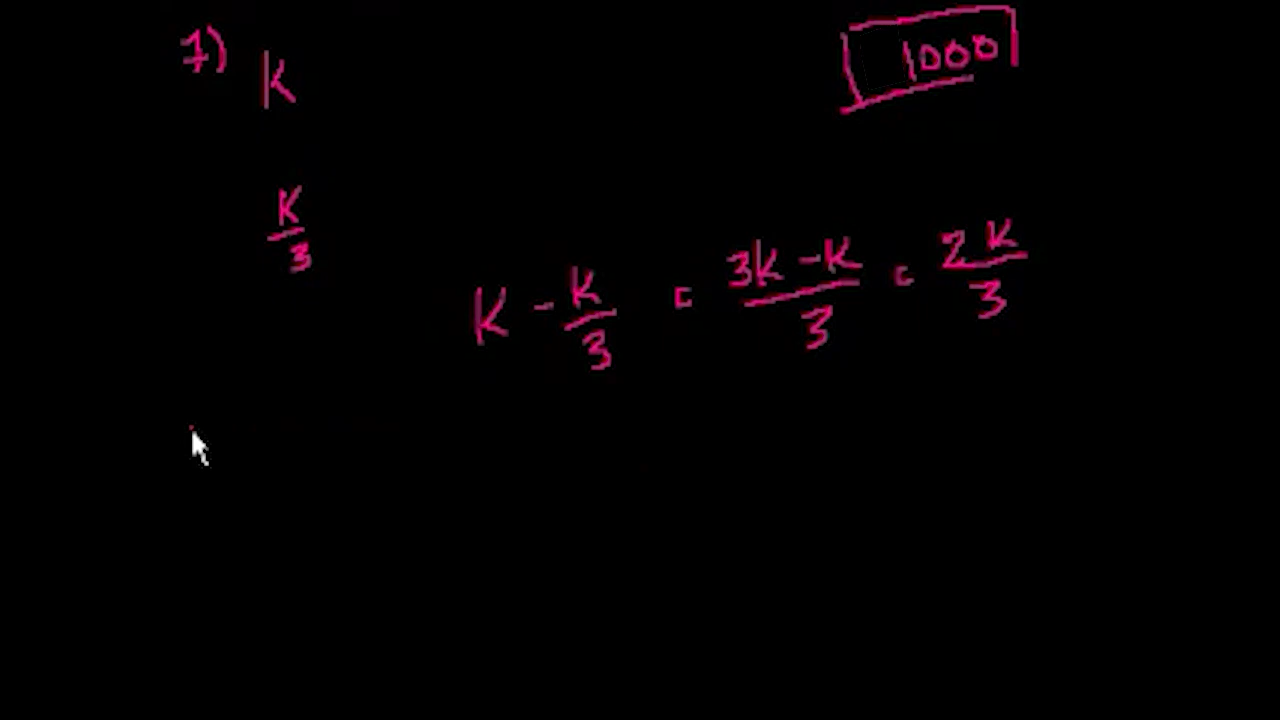 7) K
1000
K/3
K - K/3 = (3K - K)/3 = 2K/3